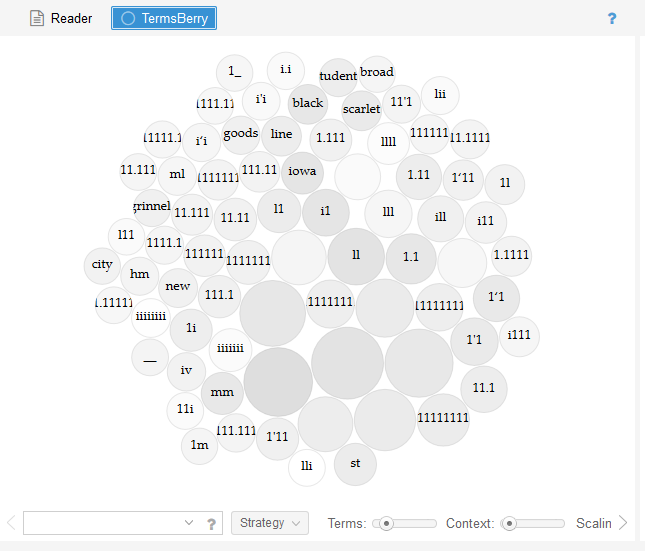 Reader TermsBerry ?
1_ i.i tudent broad
1111.11 i'i black scarlet 11'1 lii
11111.1 i‘i goods line 1.111 llll 111111 11.1111
11.111 ml 1111111 111.11 iowa 1.11 1‘11 1l
grinnel 11.111 11.11 l1 i1 lll ill i11
l11 1111.1 111111 1111111 ll 1.1 1.1111
city hm new 111.1 1111111 11111111 1‘1
1.11111 iiiiiiii 1i iiiiiii 1'1 i111
— iv mm 11.1
11i 111.111 1'11 11111111
1m lli st
? Strategy Terms: Context: Scalin